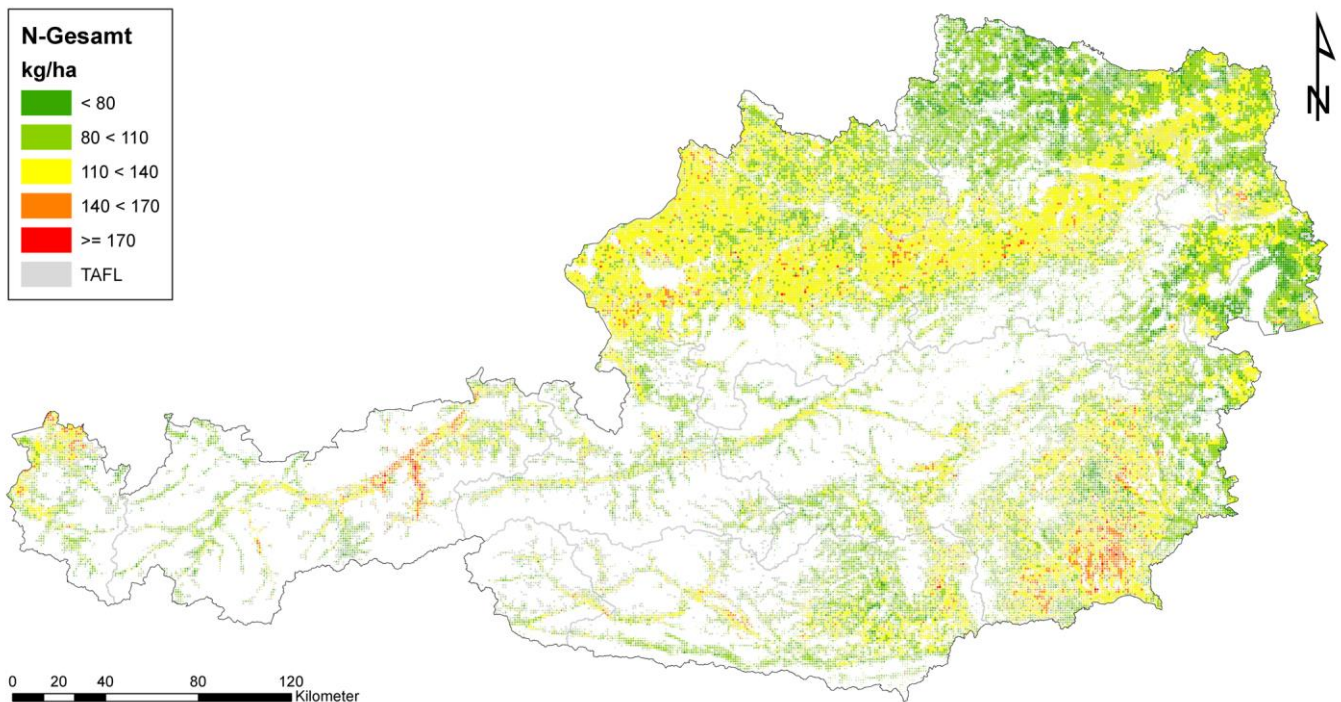 N-Gesamt
kg/ha
< 80
80 < 110
110 < 140
140 < 170
>= 170
TAFL
N
0 20 40 80 120
Kilometer